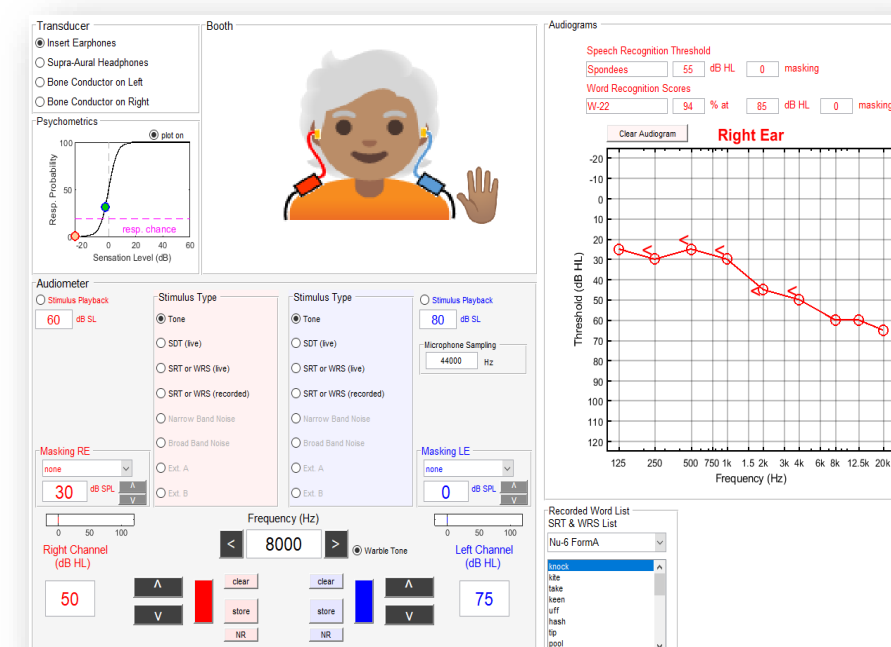 Transducer
Insert Earphones
Supra-Aural Headphones
Bone Conductor on Left
Bone Conductor on Right
Booth
Psychometrics
plot on
Resp. Probability
100
50
0
resp. chance
-20 0 20 40 60
Sensation Level (dB)
Audiometer
Stimulus Playback
60 dB SL
Stimulus Type
Tone
SDT (live)
SRT or WRS (live)
SRT or WRS (recorded)
Narrow Band Noise
Broad Band Noise
Ext. A
Ext. B
Stimulus Type
Tone
SDT (live)
SRT or WRS (live)
SRT or WRS (recorded)
Narrow Band Noise
Broad Band Noise
Ext. A
Ext. B
Stimulus Playback
80 dB SL
Microphone Sampling
44000 Hz
Masking RE
none
30 dB SPL ^
V
Masking LE
none
0 dB SPL ^
V
0 50 100
Right Channel
(dB HL)
50
^
V
Frequency (Hz)
< 8000 > Warble Tone
clear
store
NR
clear
store
NR
0 50 100
Left Channel
(dB HL)
^
V
75
Audiograms
Speech Recognition Threshold
Spondees 55 dB HL 0 masking
Word Recognition Scores
W-22 94 % at 85 dB HL 0 masking
Clear Audiogram
Right Ear
Threshold (dB HL)
-20
-10
0
10
20
30
40
50
60
70
80
90
100
110
120
125 250 500 750 1k 1.5 2k 3k 4k 6k 8k 12.5k 20k
Frequency (Hz)
Recorded Word List
SRT & WRS List
Nu-6 FormA
knock
kite
take
keen
uff
hash
tip
pool